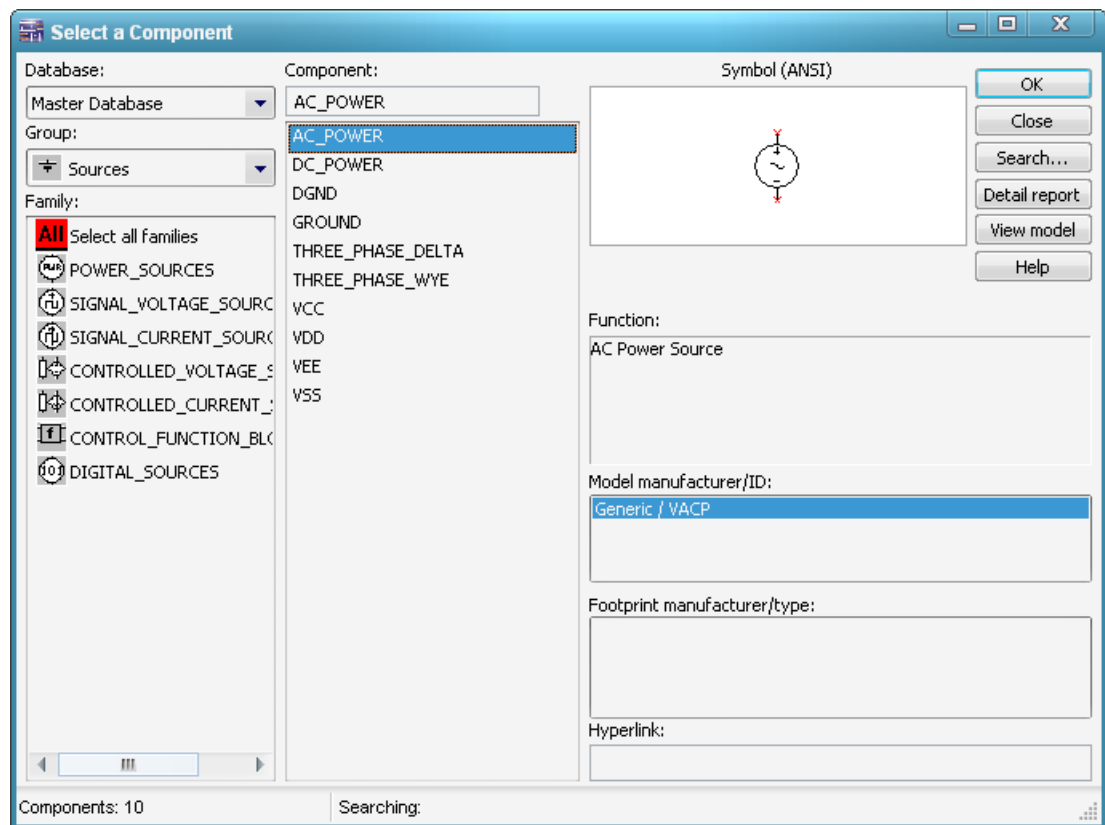 Select a Component
Database:
Master Database
Group:
Sources
Family:
All Select all families
POWER_SOURCES
SIGNAL_VOLTAGE_SOURC
SIGNAL_CURRENT_SOURC
CONTROLLED_VOLTAGE_S
CONTROLLED_CURRENT_S
CONTROL_FUNCTION_BLO
DIGITAL_SOURCES
Component:
AC_POWER
AC_POWER
DC_POWER
DGND
GROUND
THREE_PHASE_DELTA
THREE_PHASE_WYE
VCC
VDD
VEE
VSS
Symbol (ANSI)
OK
Close
Search...
Detail report
View model
Help
Function:
AC Power Source
Model manufacturer/ID:
Generic / VACP
Footprint manufacturer/type:
Hyperlink:
Components: 10
Searching: